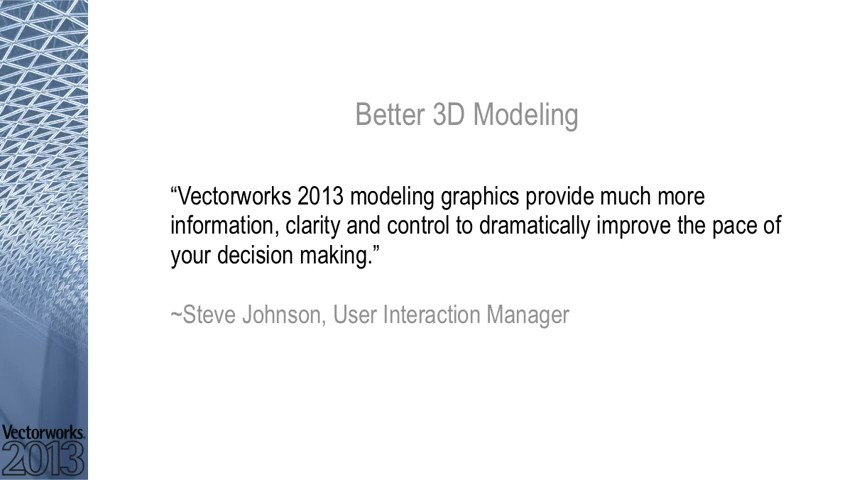 Better 3D Modeling
“Vectorworks 2013 modeling graphics provide much more
information, clarity and control to dramatically improve the pace of
your decision making.”
~Steve Johnson, User Interaction Manager
Vectorworks.
2013